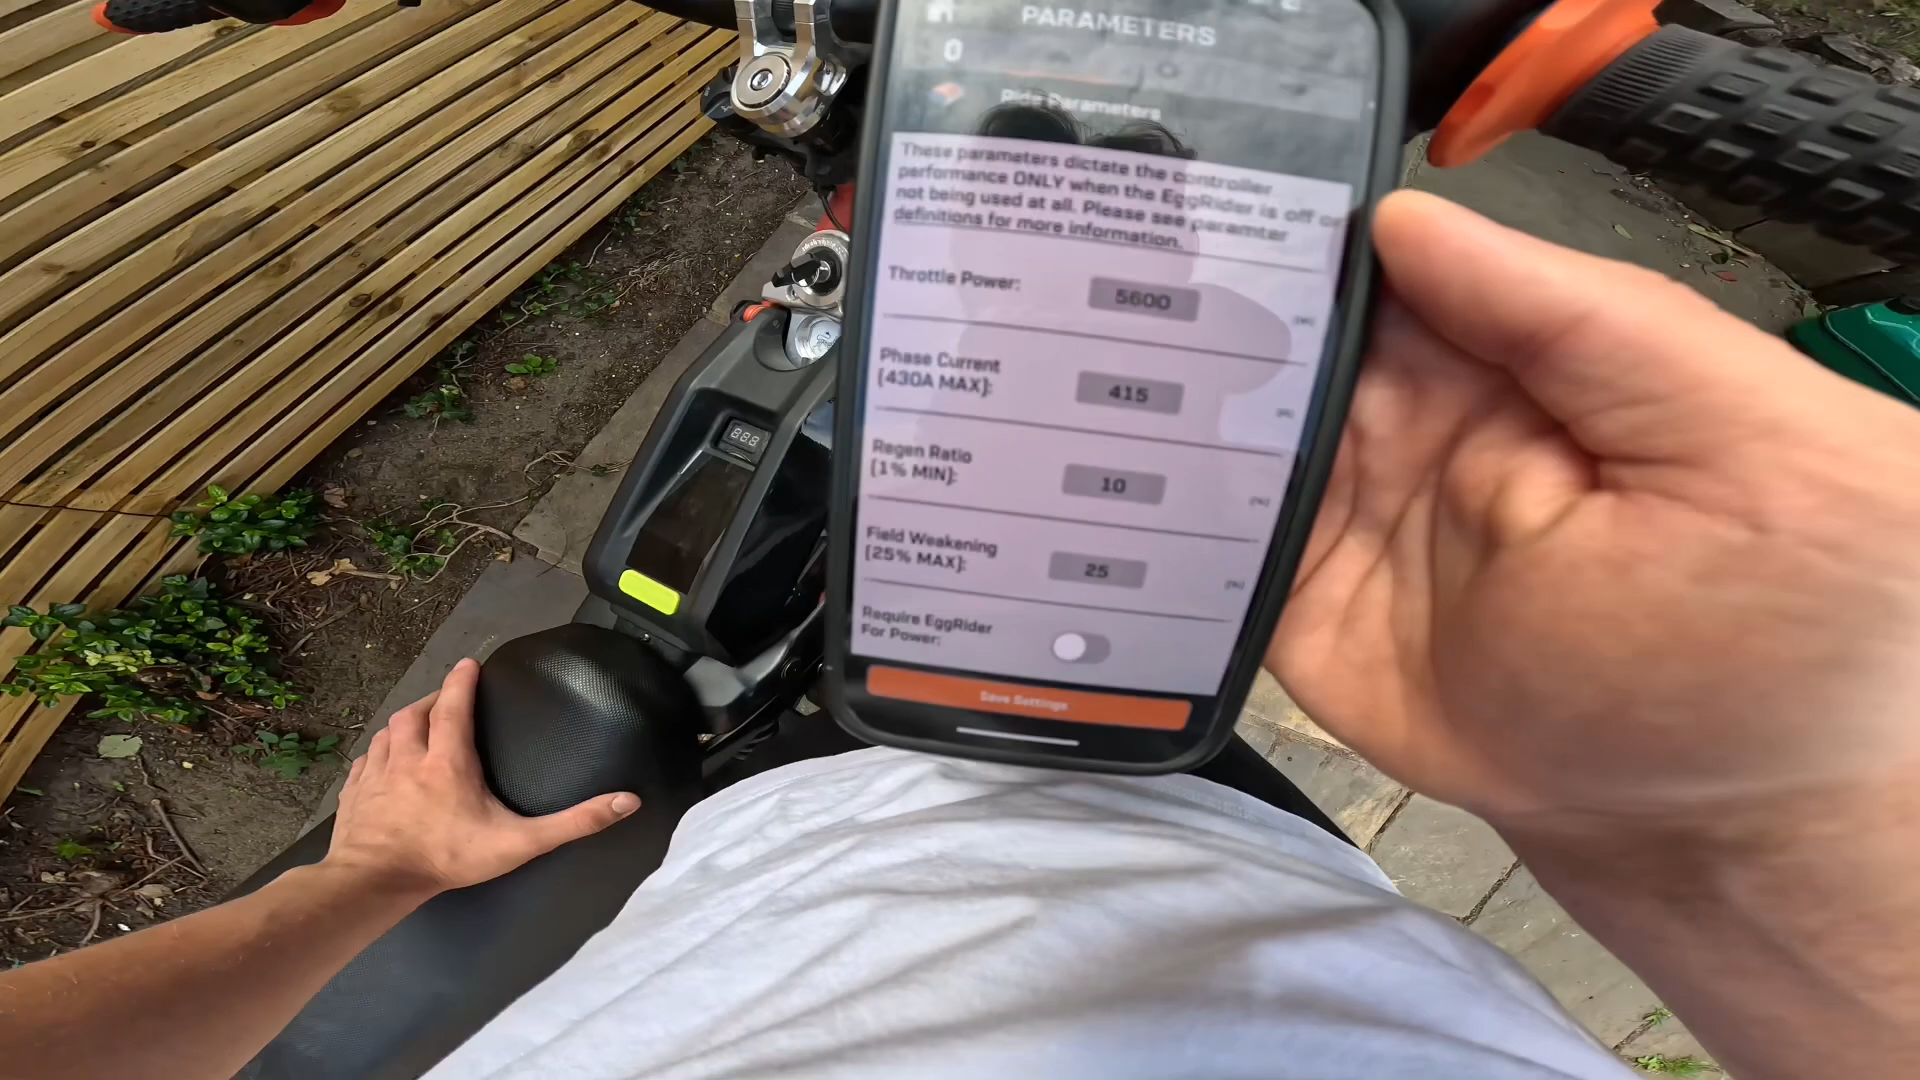 PARAMETERS
0
Ride Parameters
These parameters dictate the controller
performance ONLY when the EggRider is off or
not being used at all. Please see paramter
definitions for more information.
Throttle Power:
5600
Phase Current
[430A MAX]:
415
Regen Ratio
[1% MIN]:
10
[%]
Field Weakening
[25% MAX]:
25
[%]
Require EggRider
For Power:
Save Settings